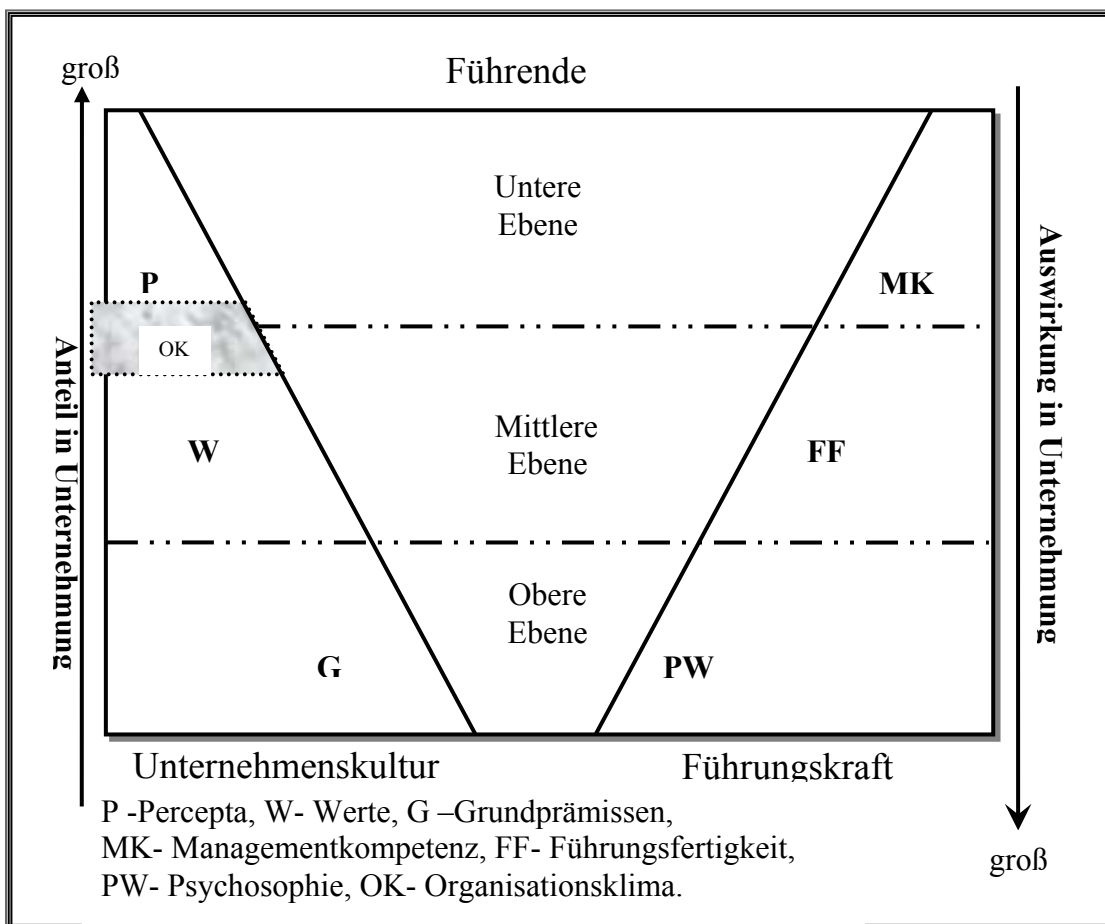 groß
Führende
Untere
Ebene
P
MK
OK
Anteil in Unternehmung
Auswirkung in Unternehmung
Mittlere
Ebene
W
FF
Obere
Ebene
G
PW
Unternehmenskultur
Führungskraft
P -Percepta, W- Werte, G –Grundprämissen,
MK- Managementkompetenz, FF- Führungsfertigkeit,
PW- Psychosophie, OK- Organisationsklima.
groß